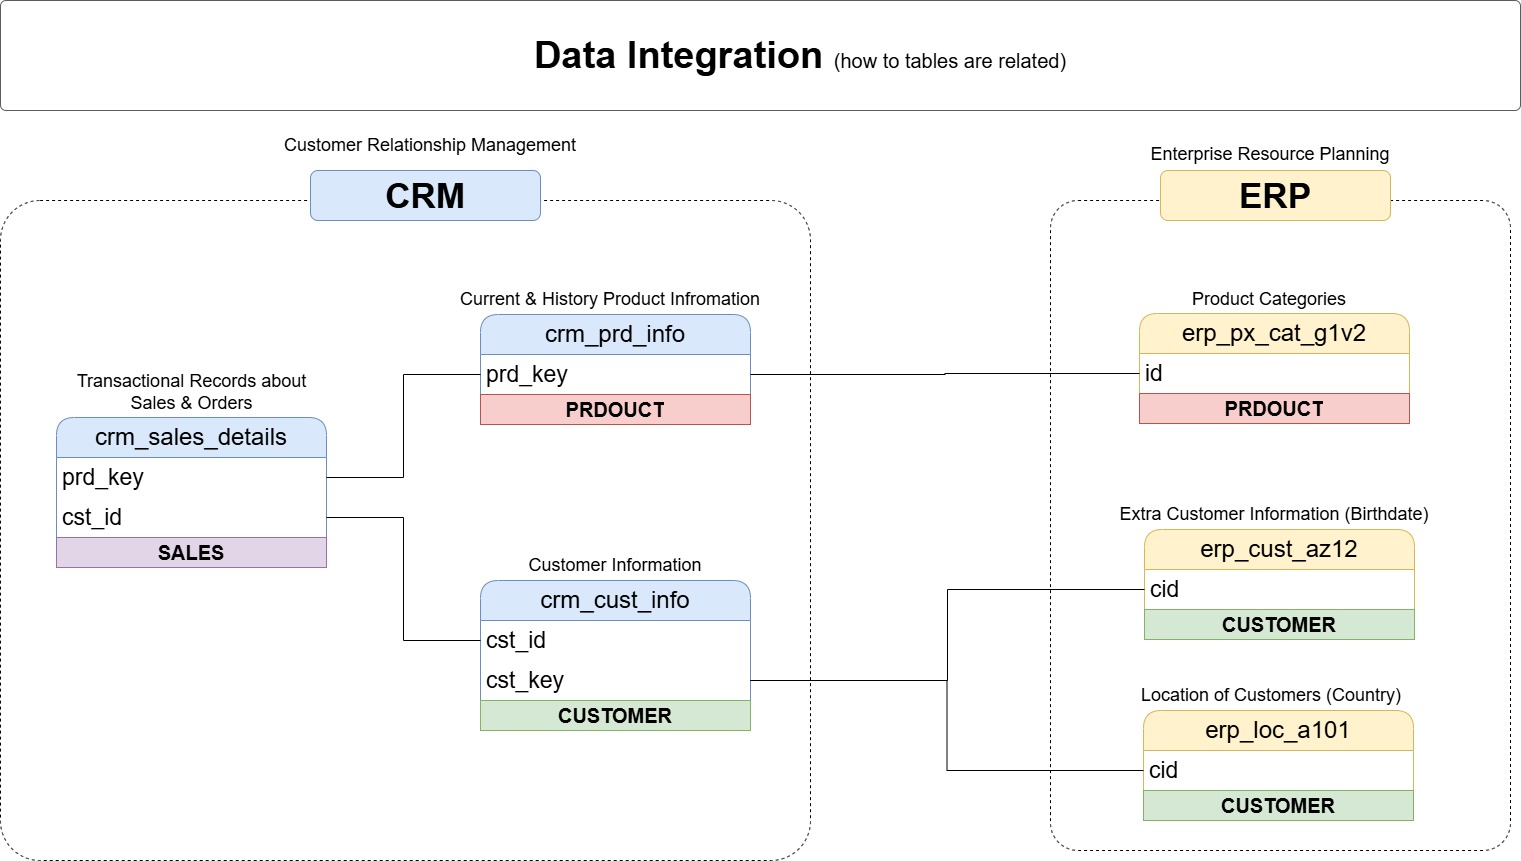 Data Integration (how to tables are related)
Customer Relationship Management
CRM
Transactional Records about
Sales & Orders
crm_sales_details
prd_key
cst_id
SALES
Current & History Product Infromation
crm_prd_info
prd_key
PRDOUCT
Customer Information
crm_cust_info
cst_id
cst_key
CUSTOMER
Enterprise Resource Planning
ERP
Product Categories
erp_px_cat_g1v2
id
PRDOUCT
Extra Customer Information (Birthdate)
erp_cust_az12
cid
CUSTOMER
Location of Customers (Country)
erp_loc_a101
cid
CUSTOMER